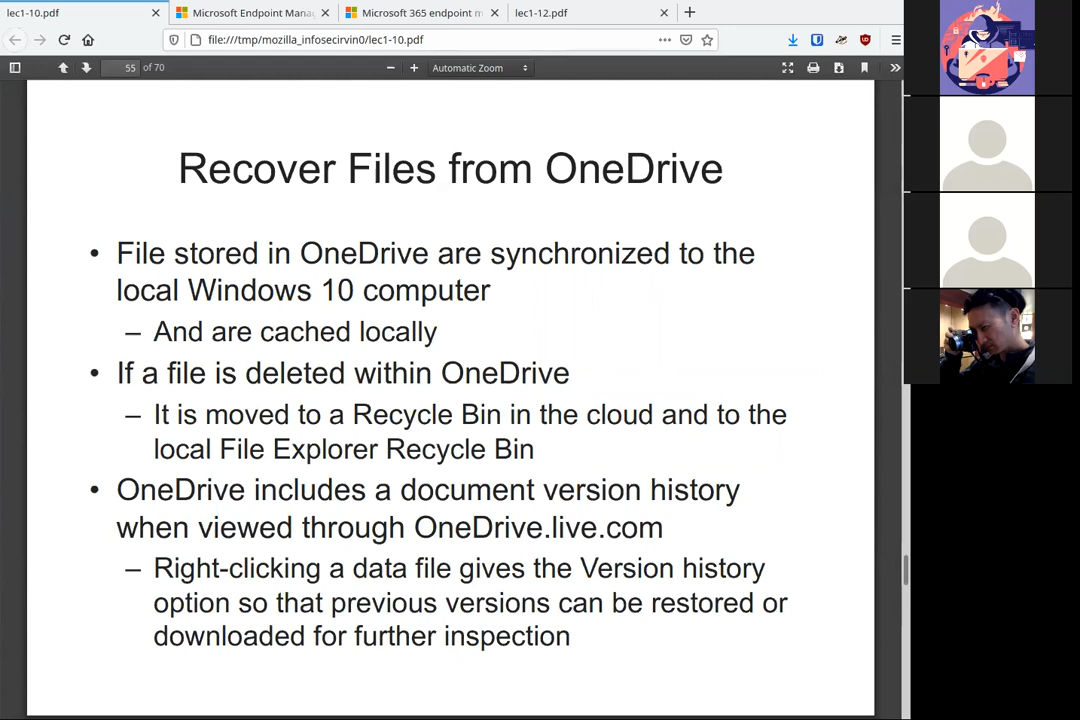 lec1-10.pdf
Microsoft Endpoint Mana
Microsoft 365 endpoint m
lec1-12.pdf
file:///tmp/mozilla_infosecirvin0/lec1-10.pdf
55 of 70
Automatic Zoom
Recover Files from OneDrive
• File stored in OneDrive are synchronized to the
local Windows 10 computer
– And are cached locally
• If a file is deleted within OneDrive
– It is moved to a Recycle Bin in the cloud and to the
local File Explorer Recycle Bin
• OneDrive includes a document version history
when viewed through OneDrive.live.com
– Right-clicking a data file gives the Version history
option so that previous versions can be restored or
downloaded for further inspection